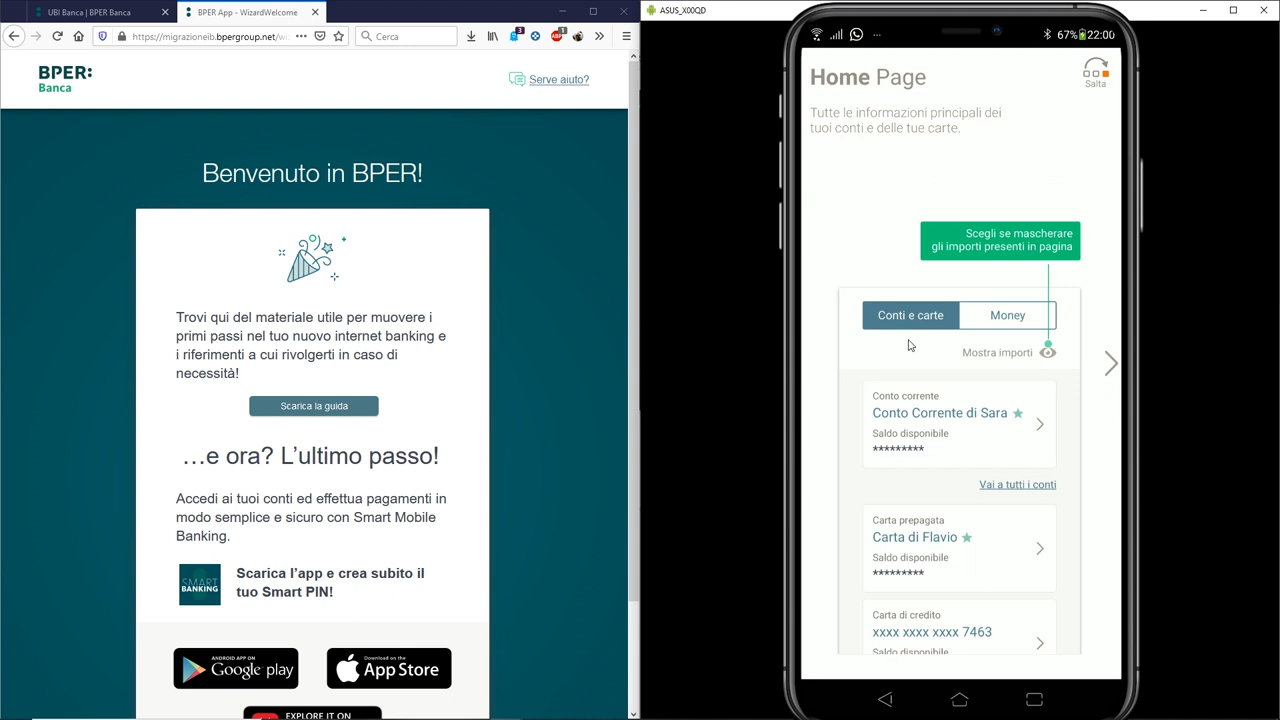 UBI Banca | BPER Banca
BPER App - WizardWelcome
https://migrazioneib.bpergroup.net/wi
Cerca
3
1
BPER:
Banca
Serve aiuto?
Benvenuto in BPER!
Trovi qui del materiale utile per muovere i
primi passi nel tuo nuovo internet banking e
i riferimenti a cui rivolgerti in caso di
necessità!
Scarica la guida
…e ora? L'ultimo passo!
Accedi ai tuoi conti ed effettua pagamenti in
modo semplice e sicuro con Smart Mobile
Banking.
SMART
BANKING
Scarica l'app e crea subito il
tuo Smart PIN!
ANDROID APP ON
Google play
Download on the
App Store
EXPLORE IT ON
ASUS_X00QD
67% 22:00
Home Page
Salta
Tutte le informazioni principali dei
tuoi conti e delle tue carte.
Scegli se mascherare
gli importi presenti in pagina
Conti e carte
Money
Mostra importi
Conto corrente
Conto Corrente di Sara
Saldo disponibile
*********
Vai a tutti i conti
Carta prepagata
Carta di Flavio
Saldo disponibile
*********
Carta di credito
xxxx xxxx xxxx 7463
Saldo disponibile